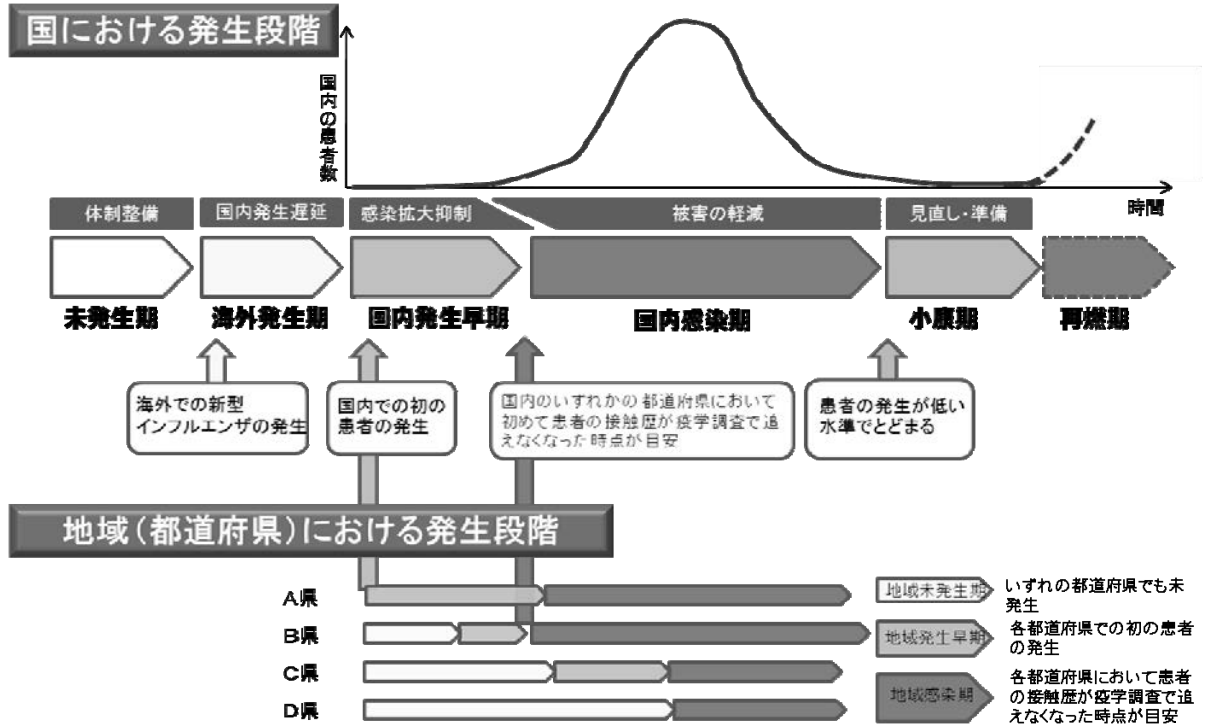 国における発生段階
国内の患者数
時間
体制整備
国内発生遅延
感染拡大抑制
被害の軽減
見直し・準備
未発生期
海外発生期
国内発生早期
国内感染期
小康期
再燃期
海外での新型
インフルエンザの発生
国内での初の
患者の発生
国内のいずれかの都道府県において
初めて患者の接触歴が疫学調査で追
えなくなった時点が目安
患者の発生が低い
水準でとどまる
地域（都道府県）における発生段階
A県
B県
C県
D県
地域未発生期
いずれの都道府県でも未
発生
地域発生早期
各都道府県での初の患者
の発生
地域感染期
各都道府県において患者
の接触歴が疫学調査で追
えなくなった時点が目安